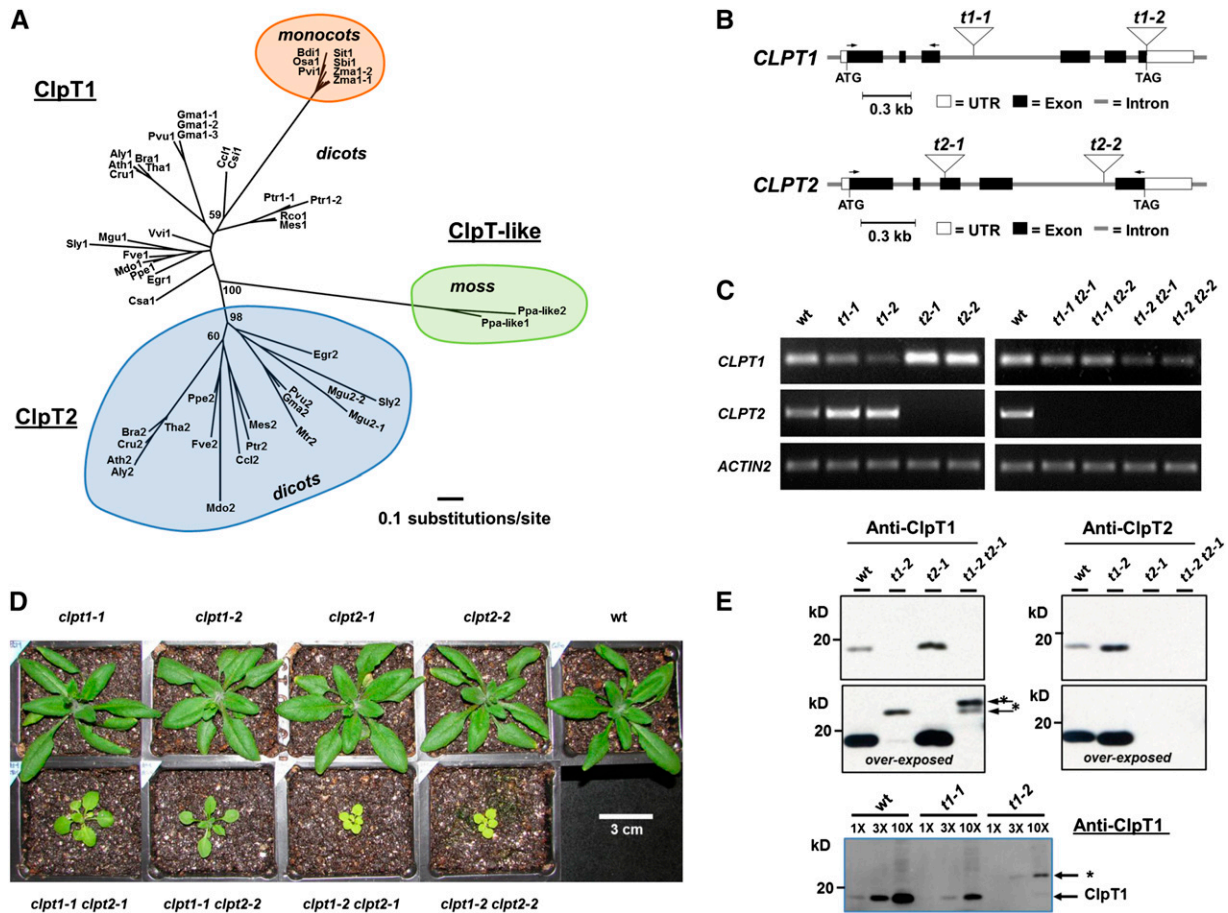 A
monocots
Bdi1 Sit1
Osa1 Sbi1
Pvi1 Zma1-2
Zma1-1
ClpT1
dicots
Gma1-1
Gma1-2
Pvu1 Gma1-3
Aly1 Bra1
Ath1 Tha1
Cru1
Ccl1
Csi1
Ptr1-1 Ptr1-2
Rco1
Mes1
59
Vvi1
Mgu1
Sly1
Fve1
Mdo1
Ppe1
Egr1
Csa1
100
ClpT-like
moss
Ppa-like2
Ppa-like1
98
60
ClpT2
Egr2
Sly2
Mgu2-2
Mgu2-1
Pvu2
Gma2
Mtr2
Ppe2
Mes2
Bra2 Tha2
Cru2
Fve2 Ptr2
Ath2 Ccl2
Aly2
Mdo2
dicots
0.1 substitutions/site
B
t1-1 t1-2
CLPT1
ATG TAG
0.3 kb = UTR = Exon = Intron
t2-1 t2-2
CLPT2
ATG TAG
0.3 kb = UTR = Exon = Intron
C
wt t1-1 t1-2 t2-1 t2-2
wt t1-1 t2-1 t1-1 t2-2 t1-2 t2-1 t1-2 t2-2
CLPT1
CLPT2
ACTIN2
D
clpt1-1 clpt1-2 clpt2-1 clpt2-2 wt
3 cm
clpt1-1 clpt2-1 clpt1-1 clpt2-2 clpt1-2 clpt2-1 clpt1-2 clpt2-2
E
Anti-ClpT1 Anti-ClpT2
wt t1-2 t2-1 t1-2 t2-1
wt t1-2 t2-1 t1-2 t2-1
kD kD
20 20
kD kD
* *
20 20
over-exposed over-exposed
wt t1-1 t1-2
1X 3X 10X 1X 3X 10X 1X 3X 10X Anti-ClpT1
kD
*
20
ClpT1